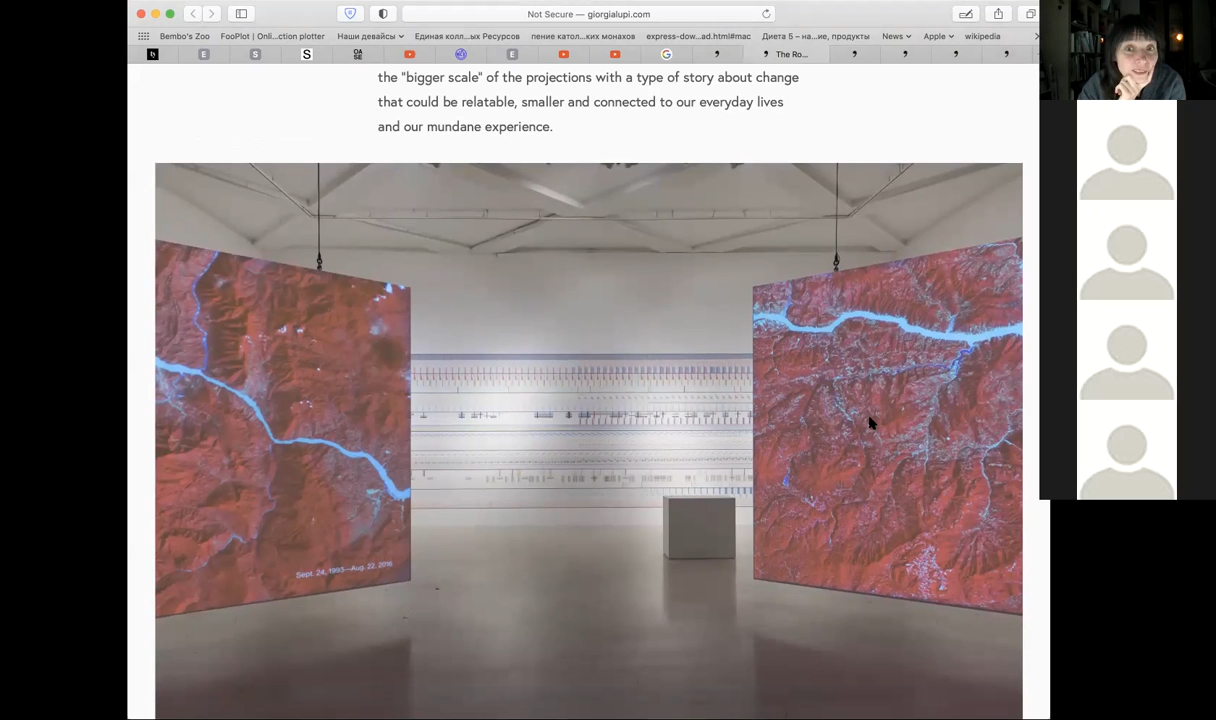 Not Secure — giorgialupi.com
Bembo's Zoo
FooPlot | Onli...ction plotter
Наши девайсы
Единая колл...ых Ресурсов
пение катол...ких монахов
express-dow...ad.html#mac
Диета 5 – на...ие, продукты
News
Apple
wikipedia
The Ro...
the "bigger scale" of the projections with a type of story about change
that could be relatable, smaller and connected to our everyday lives
and our mundane experience.
Sept. 24, 1993—Aug. 22, 2016